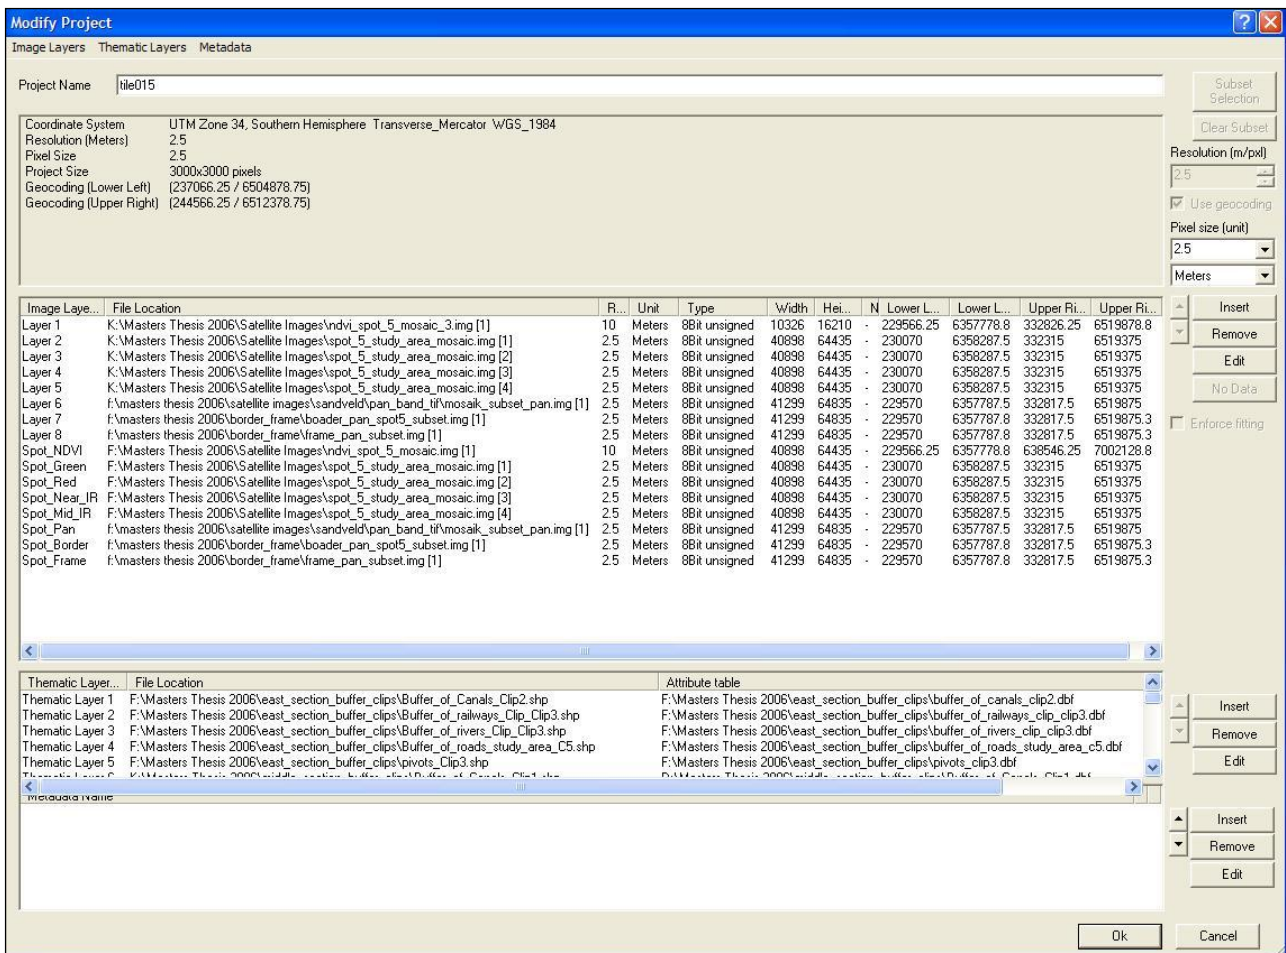 Modify Project
Image Layers Thematic Layers Metadata
Project Name tile015
Subset Selection
Clear Subset
Coordinate System UTM Zone 34, Southern Hemisphere Transverse_Mercator WGS_1984
Resolution (Meters) 2.5
Pixel Size 2.5
Project Size 3000x3000 pixels
Geocoding (Lower Left) (237066.25 / 6504878.75)
Geocoding (Upper Right) (244566.25 / 6512378.75)
Resolution (m/pxl)
2.5
Use geocoding
Pixel size (unit)
2.5
Meters
Image Laye... File Location R... Unit Type Width Hei... N Lower L... Lower L... Upper Ri... Upper Ri...
Layer 1 K:\Masters Thesis 2006\Satellite Images\ndvi_spot_5_mosaic_3.img [1] 10 Meters 8Bit unsigned 10326 16210 - 229566.25 6357778.8 332826.25 6519878.8
Layer 2 K:\Masters Thesis 2006\Satellite Images\spot_5_study_area_mosaic.img [1] 2.5 Meters 8Bit unsigned 40898 64435 - 230070 6358287.5 332315 6519375
Layer 3 K:\Masters Thesis 2006\Satellite Images\spot_5_study_area_mosaic.img [2] 2.5 Meters 8Bit unsigned 40898 64435 - 230070 6358287.5 332315 6519375
Layer 4 K:\Masters Thesis 2006\Satellite Images\spot_5_study_area_mosaic.img [3] 2.5 Meters 8Bit unsigned 40898 64435 - 230070 6358287.5 332315 6519375
Layer 5 K:\Masters Thesis 2006\Satellite Images\spot_5_study_area_mosaic.img [4] 2.5 Meters 8Bit unsigned 40898 64435 - 230070 6358287.5 332315 6519375
Layer 6 f:\masters thesis 2006\satellite images\sandveld\pan_band_tif\mosaik_subset_pan.img [1] 2.5 Meters 8Bit unsigned 41299 64835 - 229570 6357787.5 332817.5 6519875
Layer 7 f:\masters thesis 2006\border_frame\boader_pan_spot5_subset.img [1] 2.5 Meters 8Bit unsigned 41299 64835 - 229570 6357787.8 332817.5 6519875.3
Layer 8 f:\masters thesis 2006\border_frame\frame_pan_subset.img [1] 2.5 Meters 8Bit unsigned 41299 64835 - 229570 6357787.8 332817.5 6519875.3
Spot_NDVI F:\Masters Thesis 2006\Satellite Images\ndvi_spot_5_mosaic.img [1] 10 Meters 8Bit unsigned 40898 64435 - 229566.25 6357778.8 638546.25 7002128.8
Spot_Green F:\Masters Thesis 2006\Satellite Images\spot_5_study_area_mosaic.img [1] 2.5 Meters 8Bit unsigned 40898 64435 - 230070 6358287.5 332315 6519375
Spot_Red F:\Masters Thesis 2006\Satellite Images\spot_5_study_area_mosaic.img [2] 2.5 Meters 8Bit unsigned 40898 64435 - 230070 6358287.5 332315 6519375
Spot_Near_IR F:\Masters Thesis 2006\Satellite Images\spot_5_study_area_mosaic.img [3] 2.5 Meters 8Bit unsigned 40898 64435 - 230070 6358287.5 332315 6519375
Spot_Mid_IR F:\Masters Thesis 2006\Satellite Images\spot_5_study_area_mosaic.img [4] 2.5 Meters 8Bit unsigned 40898 64435 - 230070 6358287.5 332315 6519375
Spot_Pan f:\masters thesis 2006\satellite images\sandveld\pan_band_tif\mosaik_subset_pan.img [1] 2.5 Meters 8Bit unsigned 41299 64835 - 229570 6357787.5 332817.5 6519875
Spot_Border f:\masters thesis 2006\border_frame\boader_pan_spot5_subset.img [1] 2.5 Meters 8Bit unsigned 41299 64835 - 229570 6357787.8 332817.5 6519875.3
Spot_Frame f:\masters thesis 2006\border_frame\frame_pan_subset.img [1] 2.5 Meters 8Bit unsigned 41299 64835 - 229570 6357787.8 332817.5 6519875.3
Insert
Remove
Edit
No Data
Enforce fitting
Thematic Layer... File Location Attribute table
Thematic Layer 1 F:\Masters Thesis 2006\east_section_buffer_clips\Buffer_of_Canals_Clip2.shp F:\Masters Thesis 2006\east_section_buffer_clips\buffer_of_canals_clip2.dbf
Thematic Layer 2 F:\Masters Thesis 2006\east_section_buffer_clips\Buffer_of_railways_Clip_Clip3.shp F:\Masters Thesis 2006\east_section_buffer_clips\buffer_of_railways_clip_clip3.dbf
Thematic Layer 3 F:\Masters Thesis 2006\east_section_buffer_clips\Buffer_of_rivers_Clip_Clip3.shp F:\Masters Thesis 2006\east_section_buffer_clips\buffer_of_rivers_clip_clip3.dbf
Thematic Layer 4 F:\Masters Thesis 2006\east_section_buffer_clips\Buffer_of_roads_study_area_C5.shp F:\Masters Thesis 2006\east_section_buffer_clips\buffer_of_roads_study_area_c5.dbf
Thematic Layer 5 F:\Masters Thesis 2006\east_section_buffer_clips\pivots_Clip3.shp F:\Masters Thesis 2006\east_section_buffer_clips\pivots_clip3.dbf
Insert
Remove
Edit
Metadata Name
Insert
Remove
Edit
Ok Cancel